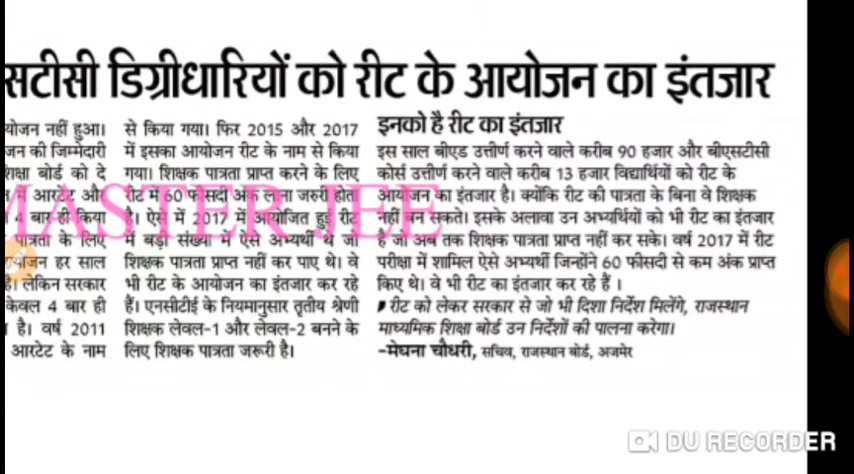 सटीसी डिग्रीधारियों को रीट के आयोजन का इंतजार
योजन नहीं हुआ।
जन की जिम्मेदारी
शिक्षा बोर्ड को दे
में आरटेट और
4 बार ही किया
पात्रता के लिए
योजन हर साल
है। लेकिन सरकार
केवल 4 बार ही
है। वर्ष 2011
आरटेट के नाम
से किया गया। फिर 2015 और 2017
में इसका आयोजन रीट के नाम से किया
गया। शिक्षक पात्रता प्राप्त करने के लिए
रीट में 60 फीसदी अंक लाना जरुरी होता
है। ऐसे में 2017 में आयोजित हुई रीट
में बड़ी संख्या में ऐसे अभ्यर्थी थे जो
शिक्षक पात्रता प्राप्त नहीं कर पाए थे। वे
भी रीट के आयोजन का इंतजार कर रहे
हैं। एनसीटीई के नियमानुसार तृतीय श्रेणी
शिक्षक लेवल-1 और लेवल-2 बनने के
लिए शिक्षक पात्रता जरूरी है।
इनको है रीट का इंतजार
इस साल बीएड उत्तीर्ण करने वाले करीब 90 हजार और बीएसटीसी
कोर्स उत्तीर्ण करने वाले करीब 13 हजार विद्यार्थियों को रीट के
आयोजन का इंतजार है। क्योंकि रीट की पात्रता के बिना वे शिक्षक
नहीं बन सकते। इसके अलावा उन अभ्यर्थियों को भी रीट का इंतजार
है जो अब तक शिक्षक पात्रता प्राप्त नहीं कर सके। वर्ष 2017 में रीट
परीक्षा में शामिल ऐसे अभ्यर्थी जिन्होंने 60 फीसदी से कम अंक प्राप्त
किए थे। वे भी रीट का इंतजार कर रहे हैं ।
रीट को लेकर सरकार से जो भी दिशा निर्देश मिलेंगे, राजस्थान
माध्यमिक शिक्षा बोर्ड उन निर्देशों की पालना करेगा।
-मेघना चौधरी, सचिव, राजस्थान बोर्ड, अजमेर
MASTER JEE
DU RECORDER